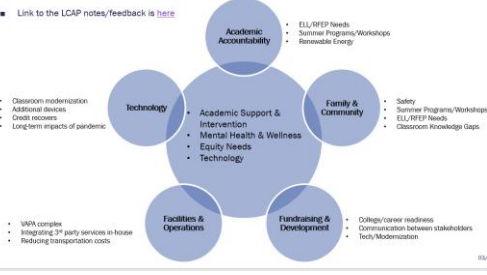 Link to the LCAP notes/feedback is here
Academic
Accountability
ELL/RFEP Needs
Summer Programs/Workshops
Renewable Energy
Technology
Classroom modernization
Additional devices
Credit recovers
Long-term impacts of pandemic
Academic Support &
Intervention
Mental Health & Wellness
Equity Needs
Technology
Family &
Community
Safety
Summer Programs/Workshops
ELL/RFEP Needs
Classroom Knowledge Gaps
Facilities &
Operations
VAPA complex
Integrating 3rd party services in-house
Reducing transportation costs
Fundraising &
Development
College/career readiness
Communication between stakeholders
Tech/Modernization